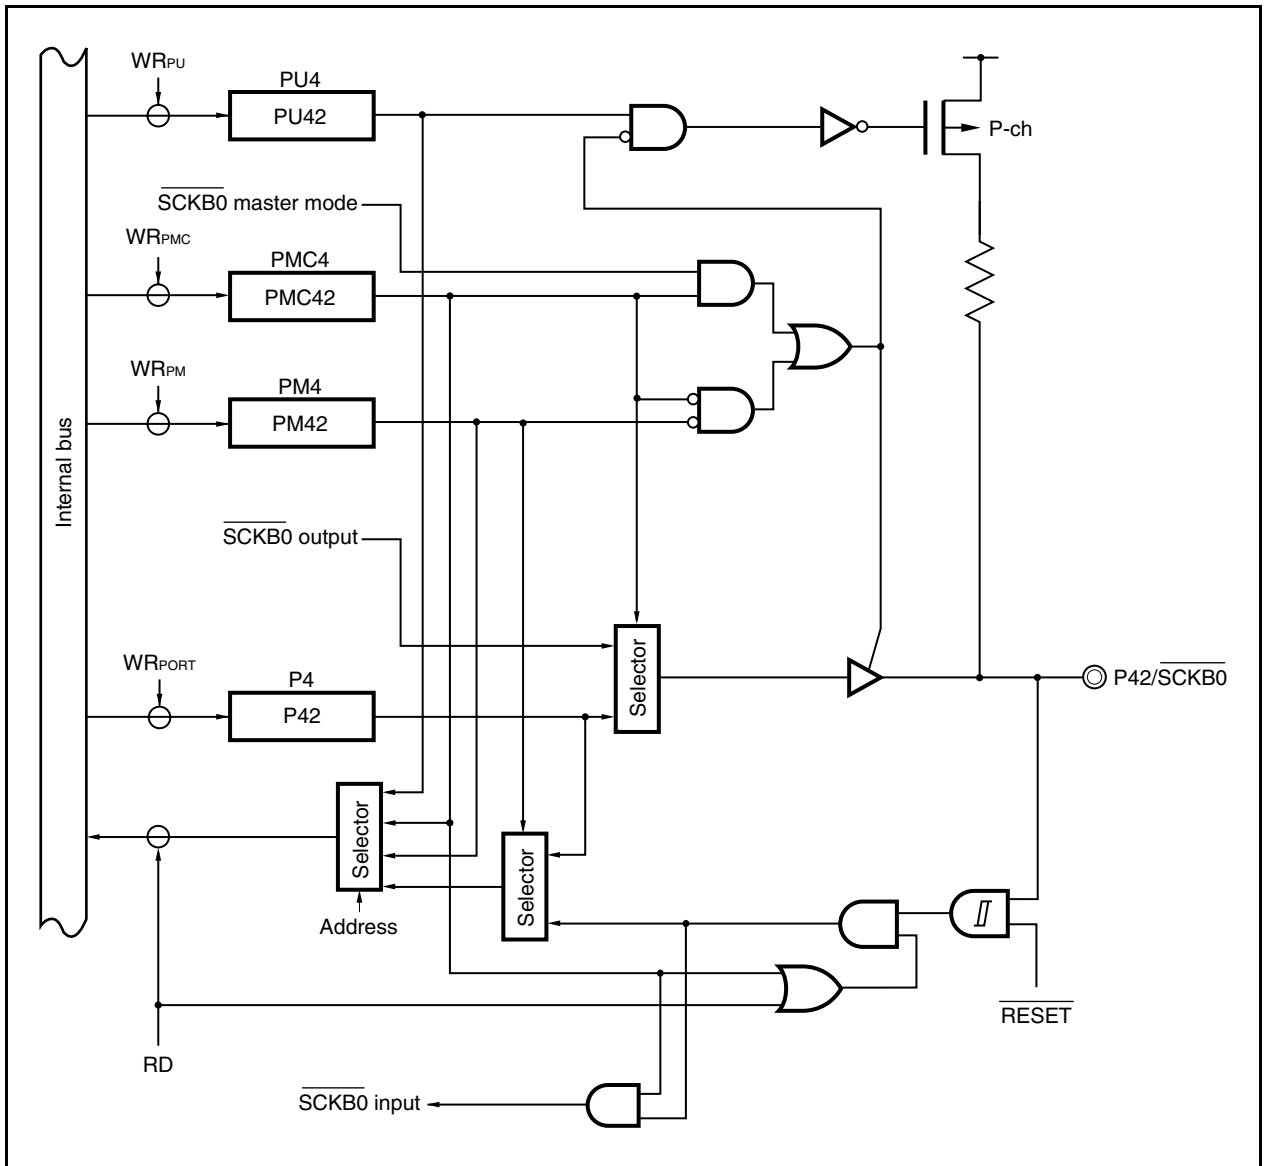 WRPU
PU4
PU42
P-ch
SCKB0 master mode
WRPMC
PMC4
PMC42
WRPM
PM4
PM42
Internal bus
SCKB0 output
Selector
WRPORT
P4
P42
P42/SCKB0
Selector
Selector
Address
RESET
RD
SCKB0 input